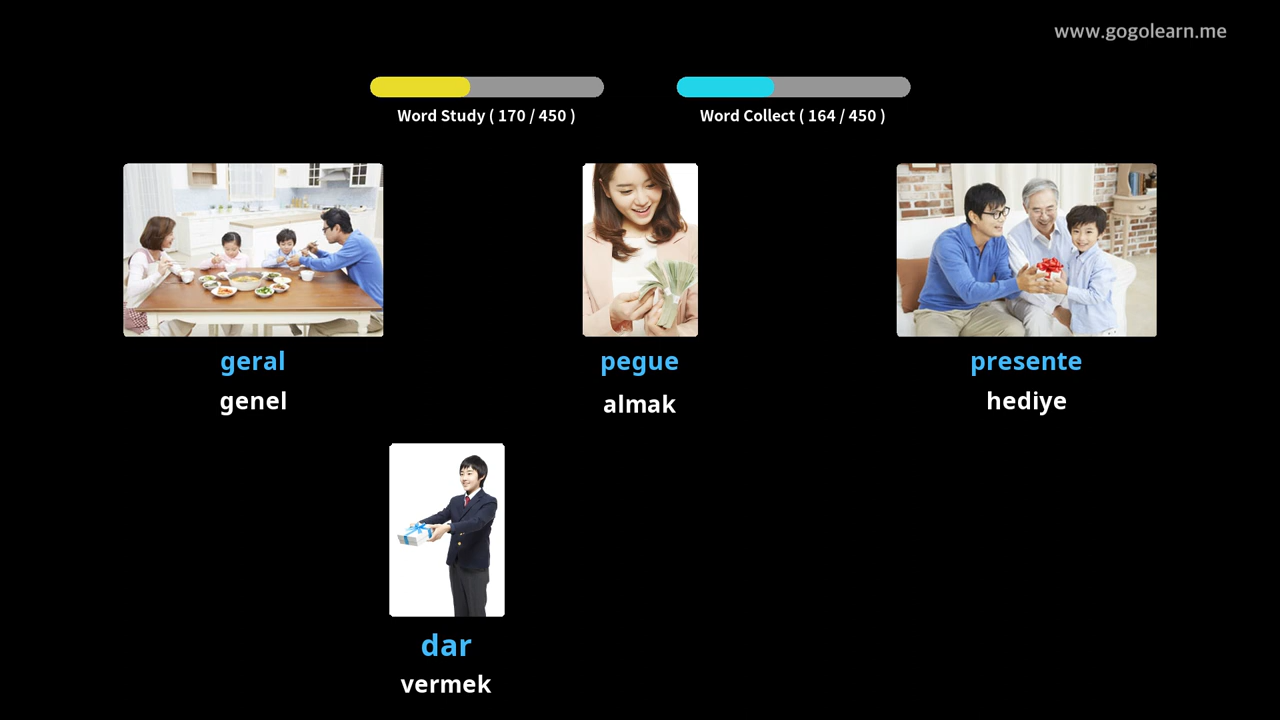 www.gogolearn.me
Word Study ( 170 / 450 )
Word Collect ( 164 / 450 )
geral
genel
pegue
almak
presente
hediye
dar
vermek